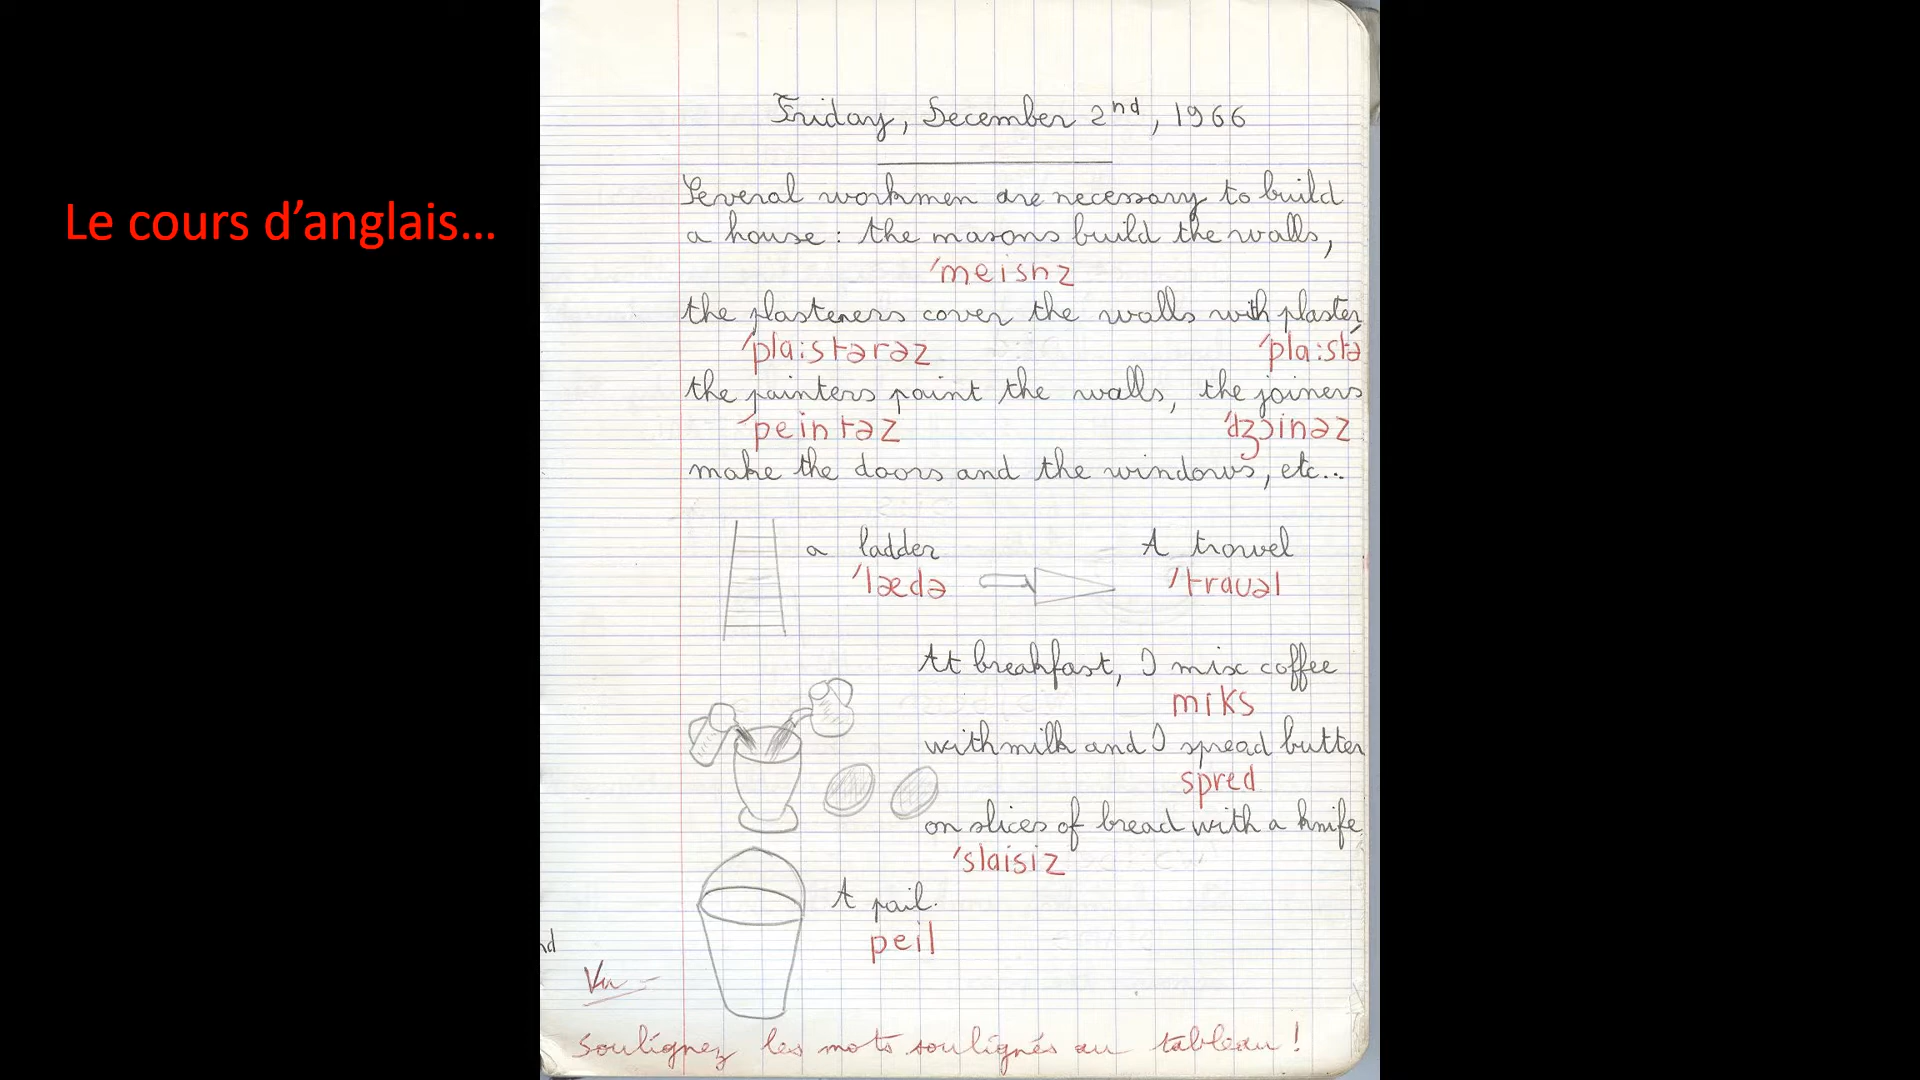 Le cours d’anglais...
Friday, December 2nd, 1966
Several workmen are necessary to build
a house : the masons build the walls,
'meisnz
the plasterers cover the walls with plaster,
'pla:stərəz 'pla:stə
the painters paint the walls, the joiners
'peintəz 'dʒɔinəz
make the doors and the windows, etc...
a ladder A trowel
'lædə 'trauəl
At breakfast, I mix coffee
miks
with milk and I spread butter
spred
on slices of bread with a knife.
'slaisiz
A pail.
peil
nd
Vu
Soulignez les mots soulignés au tableau !